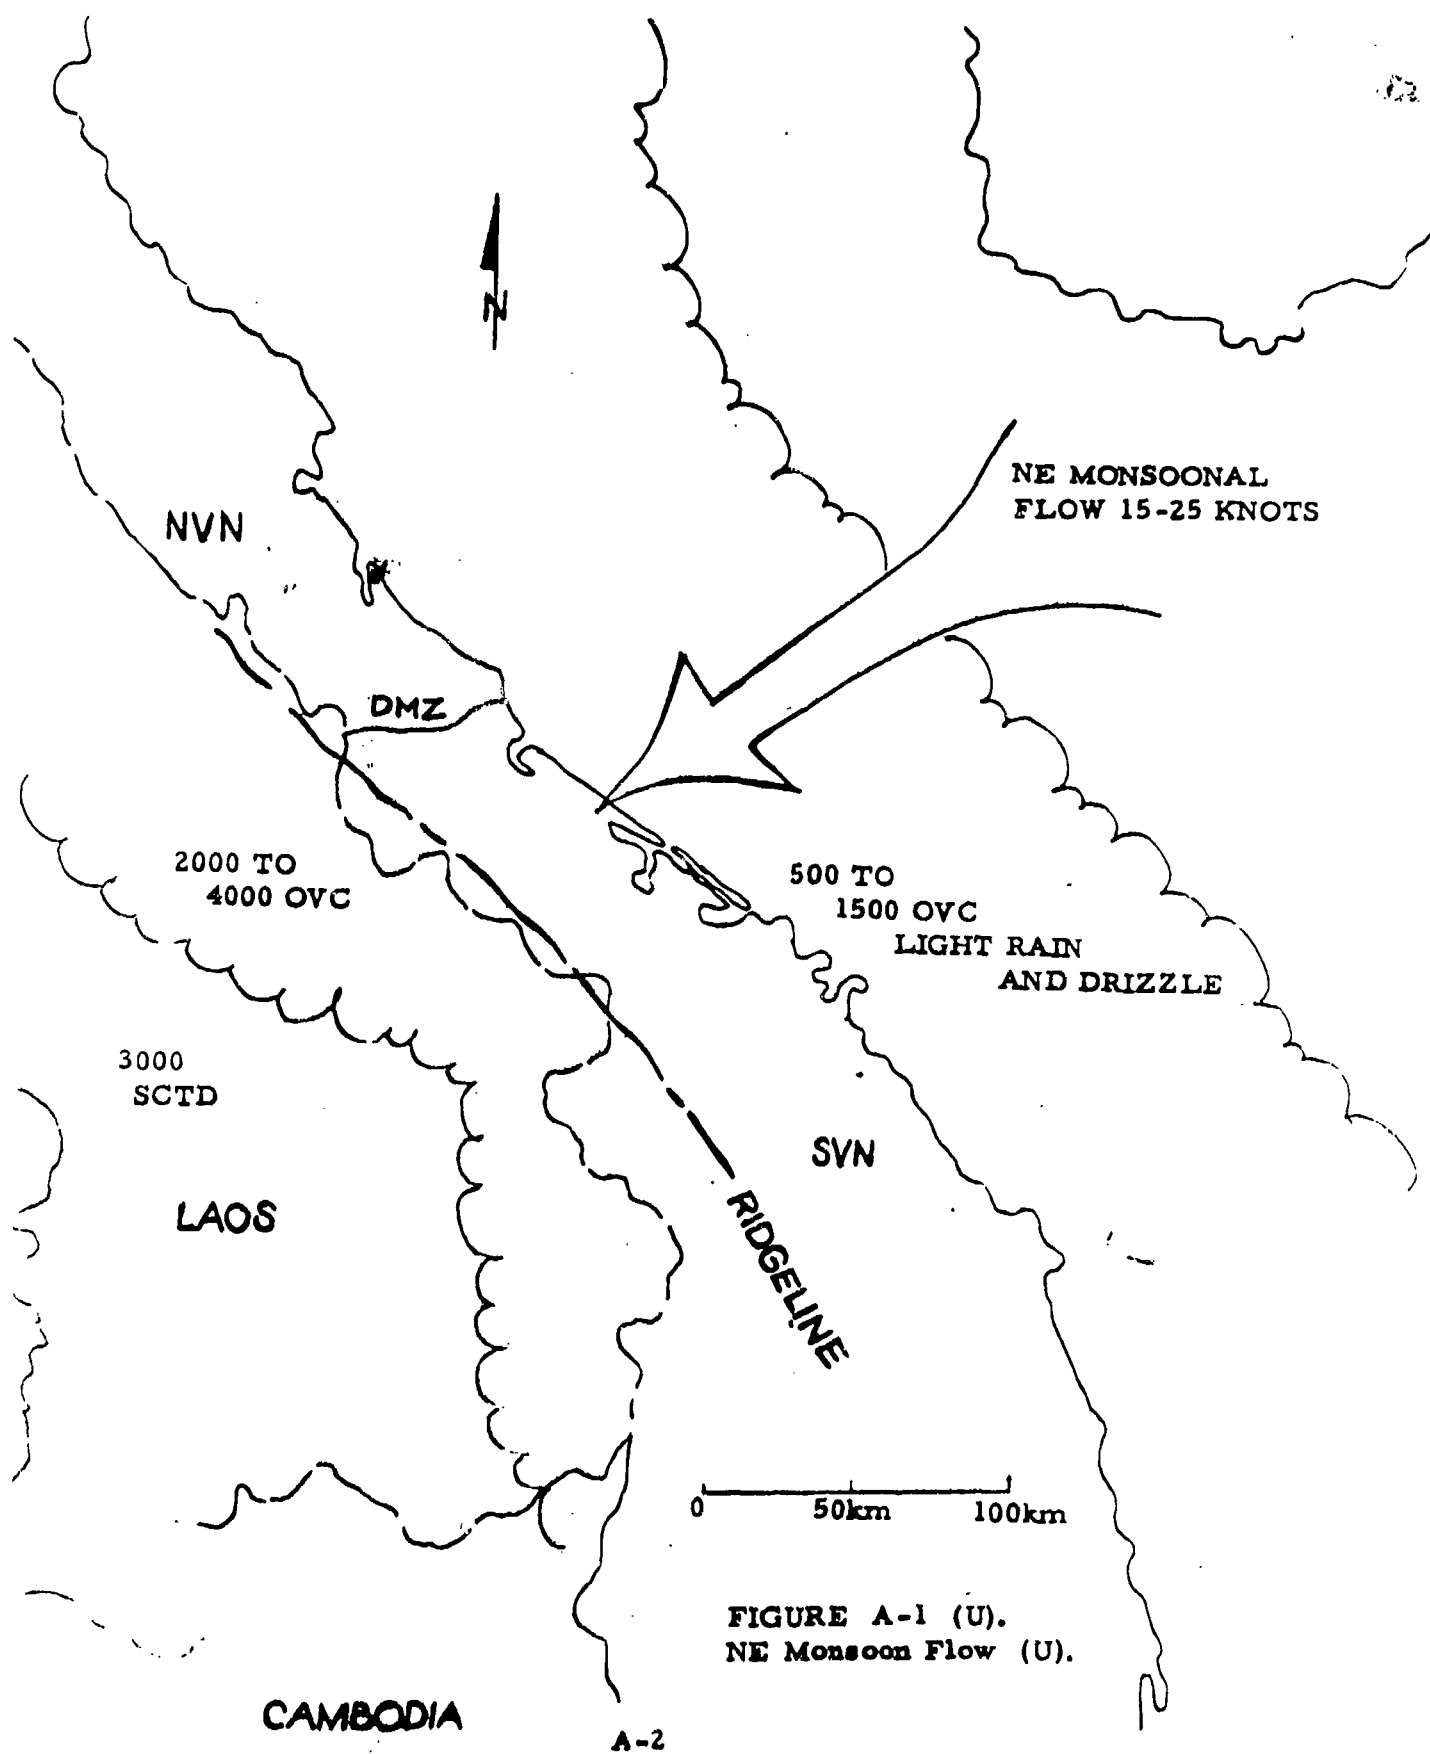 N
NE MONSOONAL
FLOW 15-25 KNOTS
NVN
DMZ
2000 TO
4000 OVC
500 TO
1500 OVC
LIGHT RAIN
AND DRIZZLE
3000
SCTD
SVN
LAOS
RIDGELINE
0 50km 100km
FIGURE A-1 (U).
NE Monsoon Flow (U).
CAMBODIA
A-2